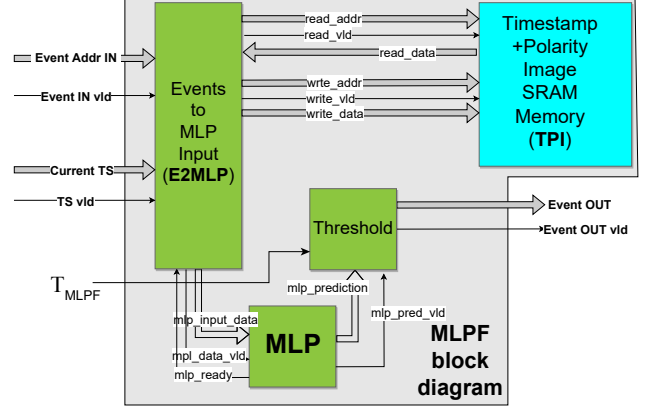 read_addr
read_vld
read_data
wrte_addr
write_vld
write_data
Timestamp
+Polarity
Image
SRAM
Memory
(TPI)
Event Addr IN
Event IN vld
Current TS
TS vld
Events
to
MLP
Input
(E2MLP)
Threshold
Event OUT
Event OUT vld
T_MLPF
mlp_prediction
mlp_pred_vld
mlp_input_data
mpl_data_vld
mlp_ready
MLP
MLPF
block
diagram